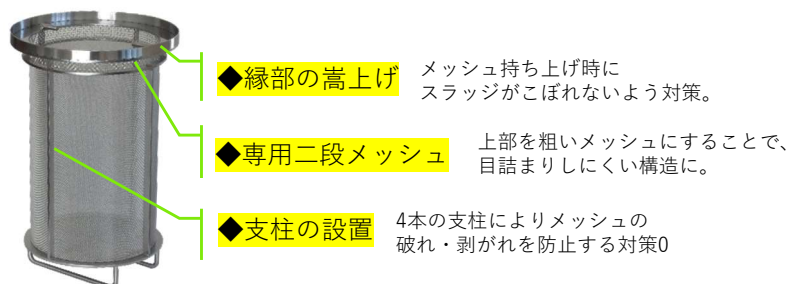 ◆縁部の嵩上げ
メッシュ持ち上げ時に
スラッジがこぼれないよう対策。
◆専用二段メッシュ
上部を粗いメッシュにすることで、
目詰まりしにくい構造に。
◆支柱の設置
4本の支柱によりメッシュの
破れ・剥がれを防止する対策0